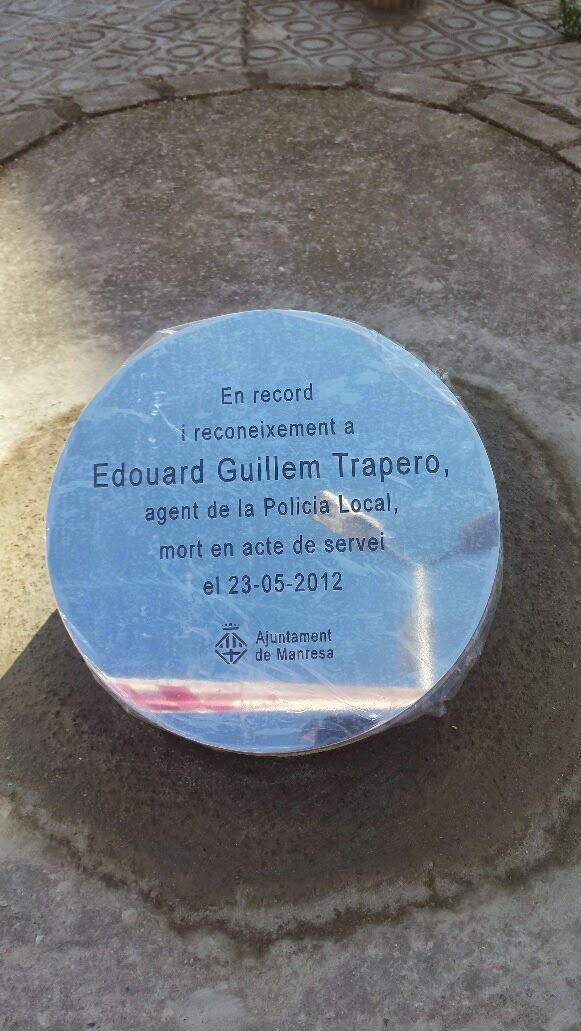 En record
i reconeixement a
Edouard Guillem Trapero,
agent de la Policia Local,
mort en acte de servei
el 23-05-2012
Ajuntament
de Manresa